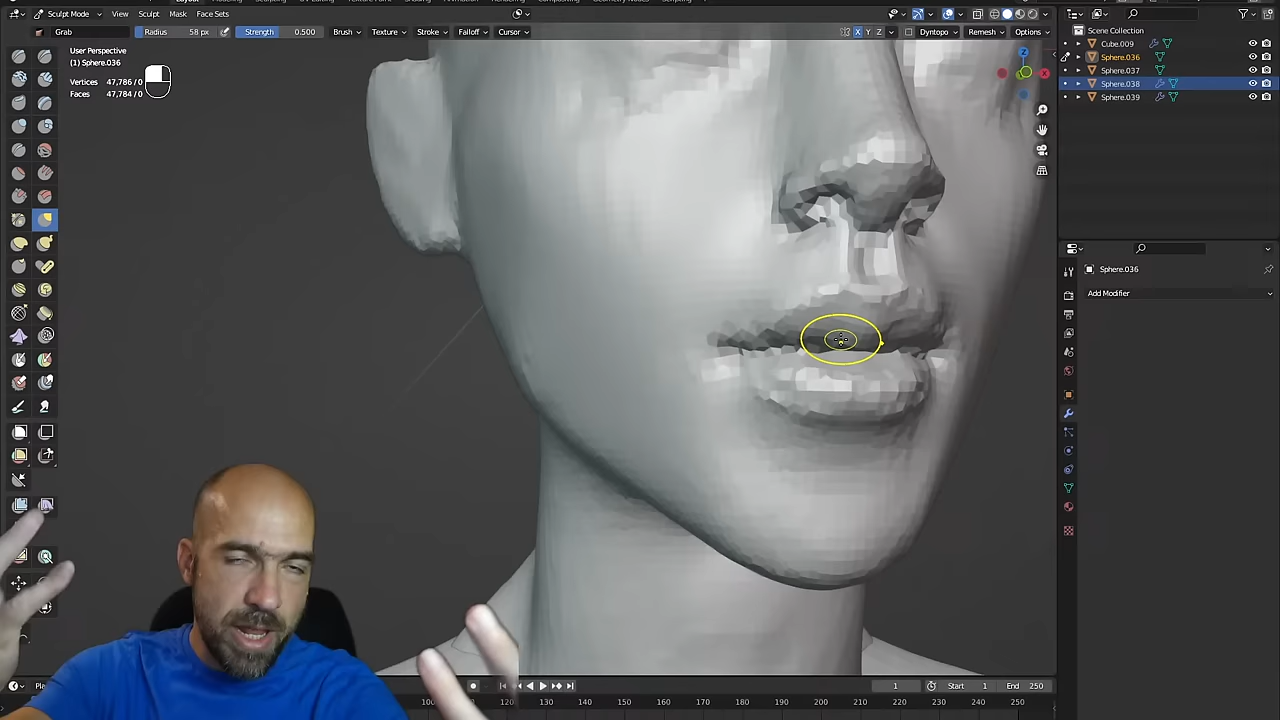 Sculpt Mode View Sculpt Mask Face Sets
Grab Radius 58 px Strength 0.500 Brush Texture Stroke Falloff Cursor X Y Z Dyntopo Remesh Options
User Perspective
(1) Sphere.036
Vertices 47,786/0
Faces 47,784/0
Z
X
Scene Collection
Cube.009
Sphere.036
Sphere.037
Sphere.038
Sphere.039
Sphere.036
Add Modifier
1 Start 1 End 250
100 120 130 140 150 160 170 180 190 200 210 220 230 240 250